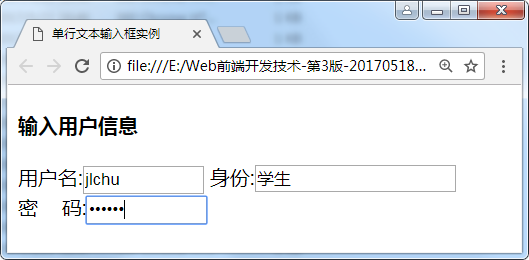 单行文本输入框实例
file:///E:/Web前端开发技术-第3版-20170518...
输入用户信息
用户名:jlchu 身份:学生
密 码:••••••